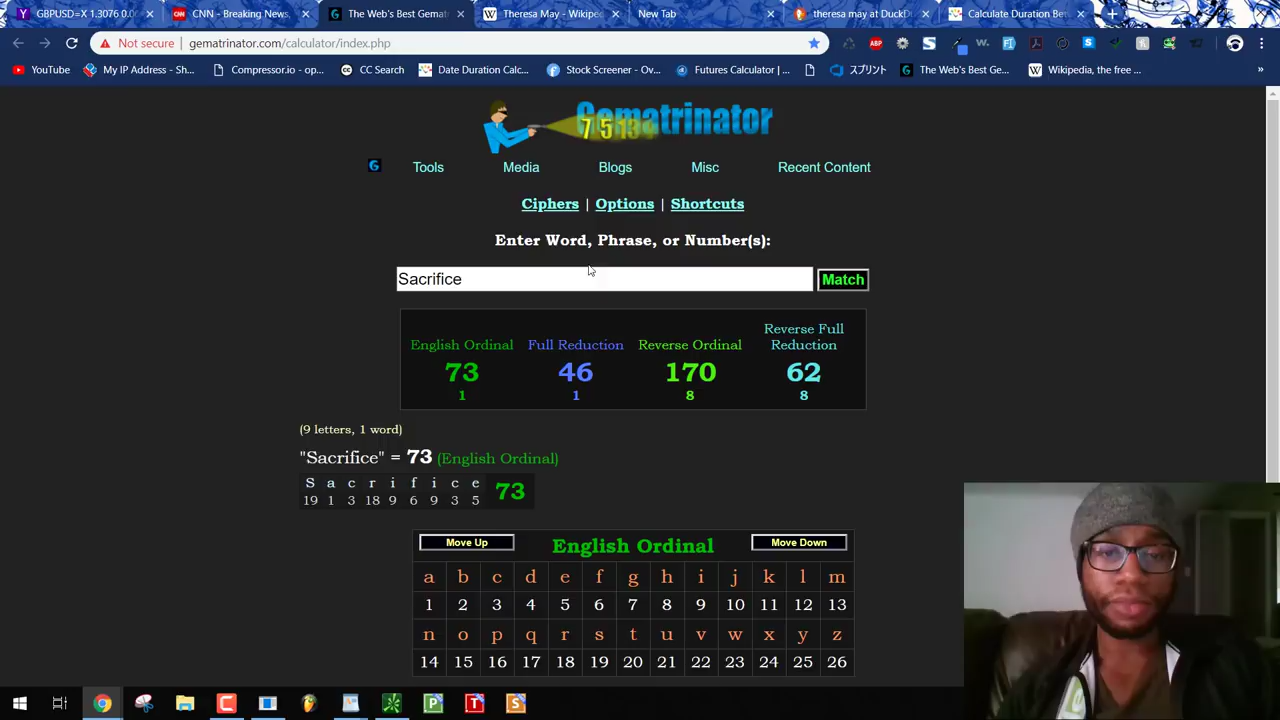 GBPUSD=X 1.3076 0.00
CNN - Breaking News,
The Web's Best Gemat
Theresa May - Wikipe
New Tab
theresa may at DuckD
Calculate Duration Be
Not secure | gematrinator.com/calculator/index.php
YouTube
My IP Address - Sh...
Compressor.io - op...
CC Search
Date Duration Calc...
Stock Screener - Ov...
Futures Calculator | ...
スプリント
The Web's Best Ge...
Wikipedia, the free ...
»
7 5 134
Gematrinator
G Tools Media Blogs Misc Recent Content
Ciphers | Options | Shortcuts
Enter Word, Phrase, or Number(s):
Sacrifice Match
English Ordinal Full Reduction Reverse Ordinal Reverse Full Reduction
73 46 170 62
1 1 8 8
(9 letters, 1 word)
"Sacrifice" = 73 (English Ordinal)
S a c r i f i c e
19 1 3 18 9 6 9 3 5 73
Move Up English Ordinal Move Down
a b c d e f g h i j k l m
1 2 3 4 5 6 7 8 9 10 11 12 13
n o p q r s t u v w x y z
14 15 16 17 18 19 20 21 22 23 24 25 26